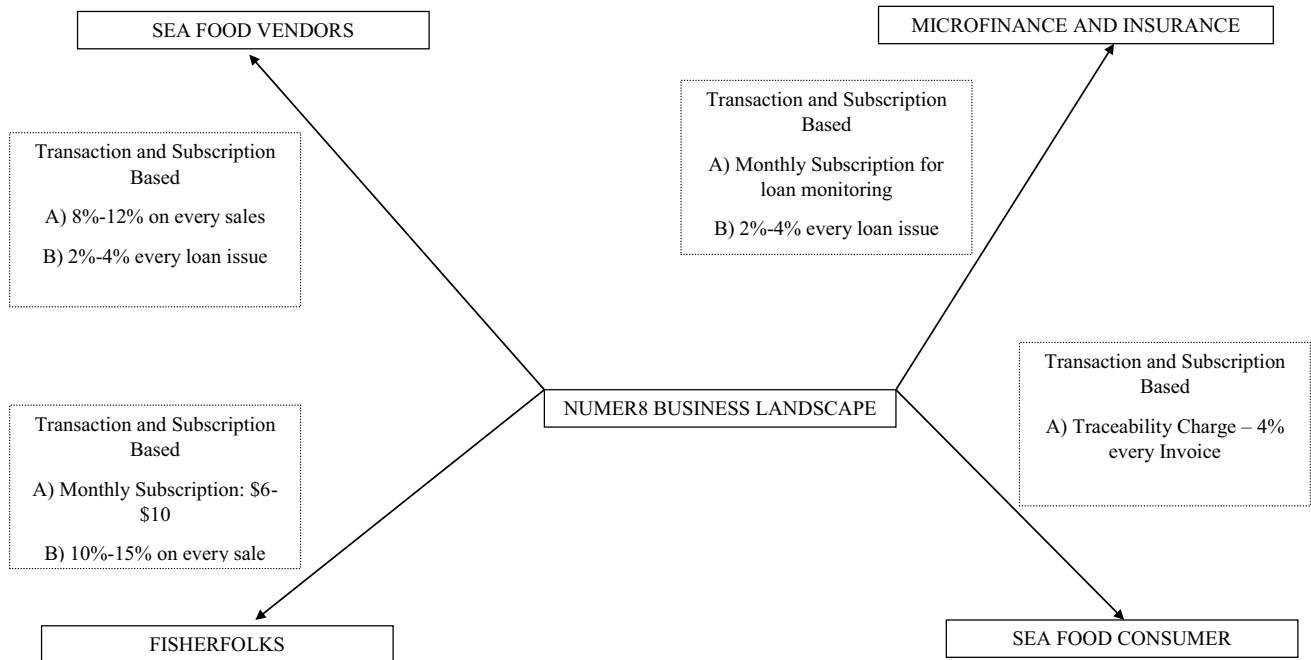 SEA FOOD VENDORS
MICROFINANCE AND INSURANCE
Transaction and Subscription
Based
A) 8%-12% on every sales
B) 2%-4% every loan issue
Transaction and Subscription
Based
A) Monthly Subscription for
loan monitoring
B) 2%-4% every loan issue
NUMER8 BUSINESS LANDSCAPE
Transaction and Subscription
Based
A) Monthly Subscription: $6-
$10
B) 10%-15% on every sale
Transaction and Subscription
Based
A) Traceability Charge – 4%
every Invoice
FISHERFOLKS
SEA FOOD CONSUMER